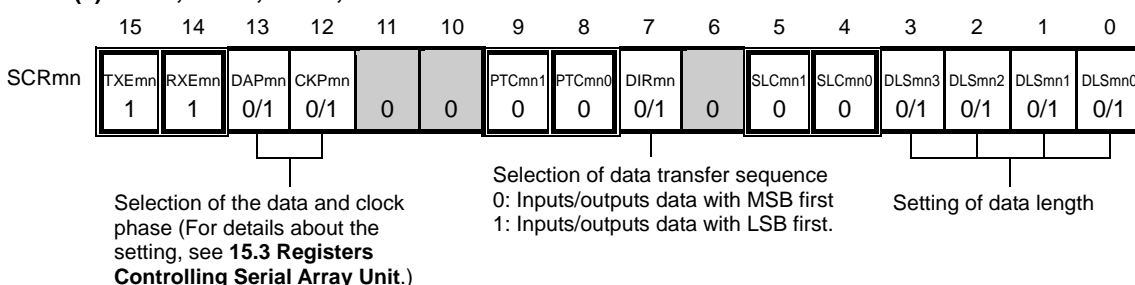 15 14 13 12 11 10 9 8 7 6 5 4 3 2 1 0
SCRmn TXEmn RXEmn DAPmn CKPmn PTCmn1 PTCmn0 DIRmn SLCmn1 SLCmn0 DLSmn3 DLSmn2 DLSmn1 DLSmn0
1 1 0/1 0/1 0 0 0 0 0/1 0 0 0 0/1 0/1 0/1 0/1
Selection of the data and clock
phase (For details about the
setting, see 15.3 Registers
Controlling Serial Array Unit.)
Selection of data transfer sequence
0: Inputs/outputs data with MSB first
1: Inputs/outputs data with LSB first.
Setting of data length